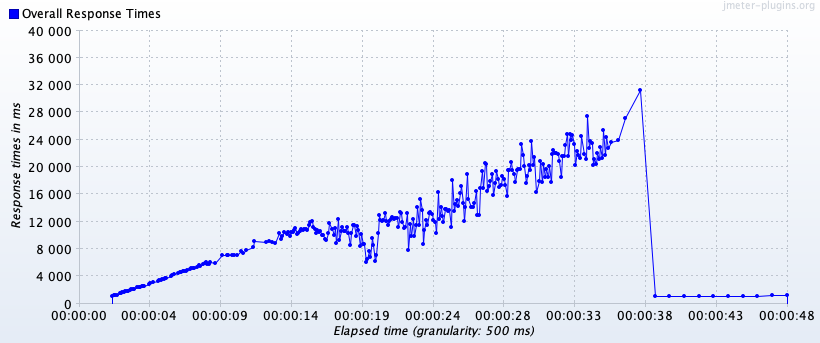 jmeter-plugins.org
Overall Response Times
40 000
36 000
32 000
28 000
24 000
20 000
16 000
12 000
8 000
4 000
0
Response times in ms
00:00:00 00:00:04 00:00:09 00:00:14 00:00:19 00:00:24 00:00:28 00:00:33 00:00:38 00:00:43 00:00:48
Elapsed time (granularity: 500 ms)